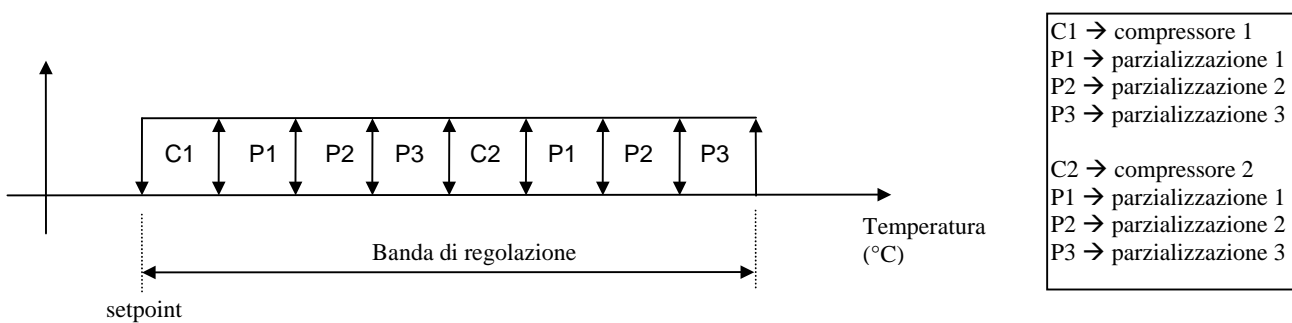 C1 P1 P2 P3 C2 P1 P2 P3
Temperatura
(°C)
Banda di regolazione
setpoint
C1 → compressore 1
P1 → parzializzazione 1
P2 → parzializzazione 2
P3 → parzializzazione 3
C2 → compressore 2
P1 → parzializzazione 1
P2 → parzializzazione 2
P3 → parzializzazione 3